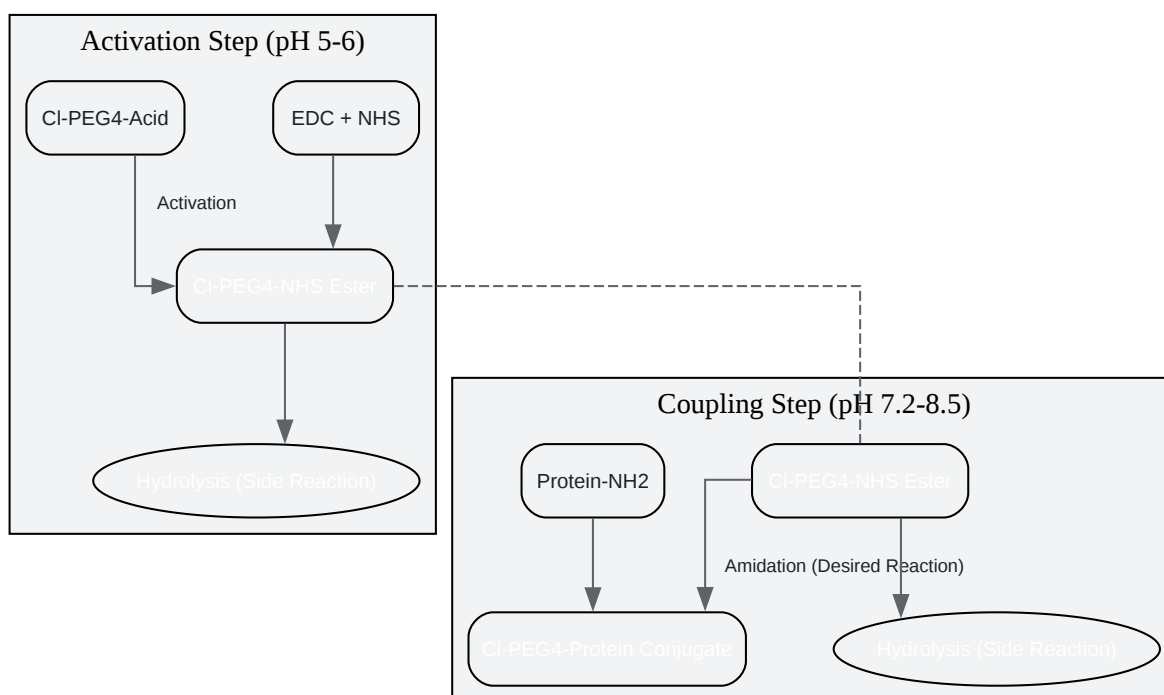 Activation Step (pH 5-6)
Cl-PEG4-Acid
EDC + NHS
Activation
Cl-PEG4-NHS Ester
Hydrolysis (Side Reaction)
Coupling Step (pH 7.2-8.5)
Protein-NH2
Cl-PEG4-NHS Ester
Amidation (Desired Reaction)
Cl-PEG4-Protein Conjugate
Hydrolysis (Side Reaction)